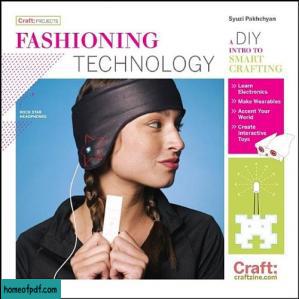 Craft: PROJECTS
Syuzi Pakhchyan
FASHIONING
TECHNOLOGY
A DIY
INTRO TO
SMART
CRAFTING
ROCK STAR
HEADPHONES
>> Learn
Electronics
>> Make Wearables
>> Accent Your
World
>> Create
Interactive
Toys
Craft:
craftzine.com
homeofpdf.com